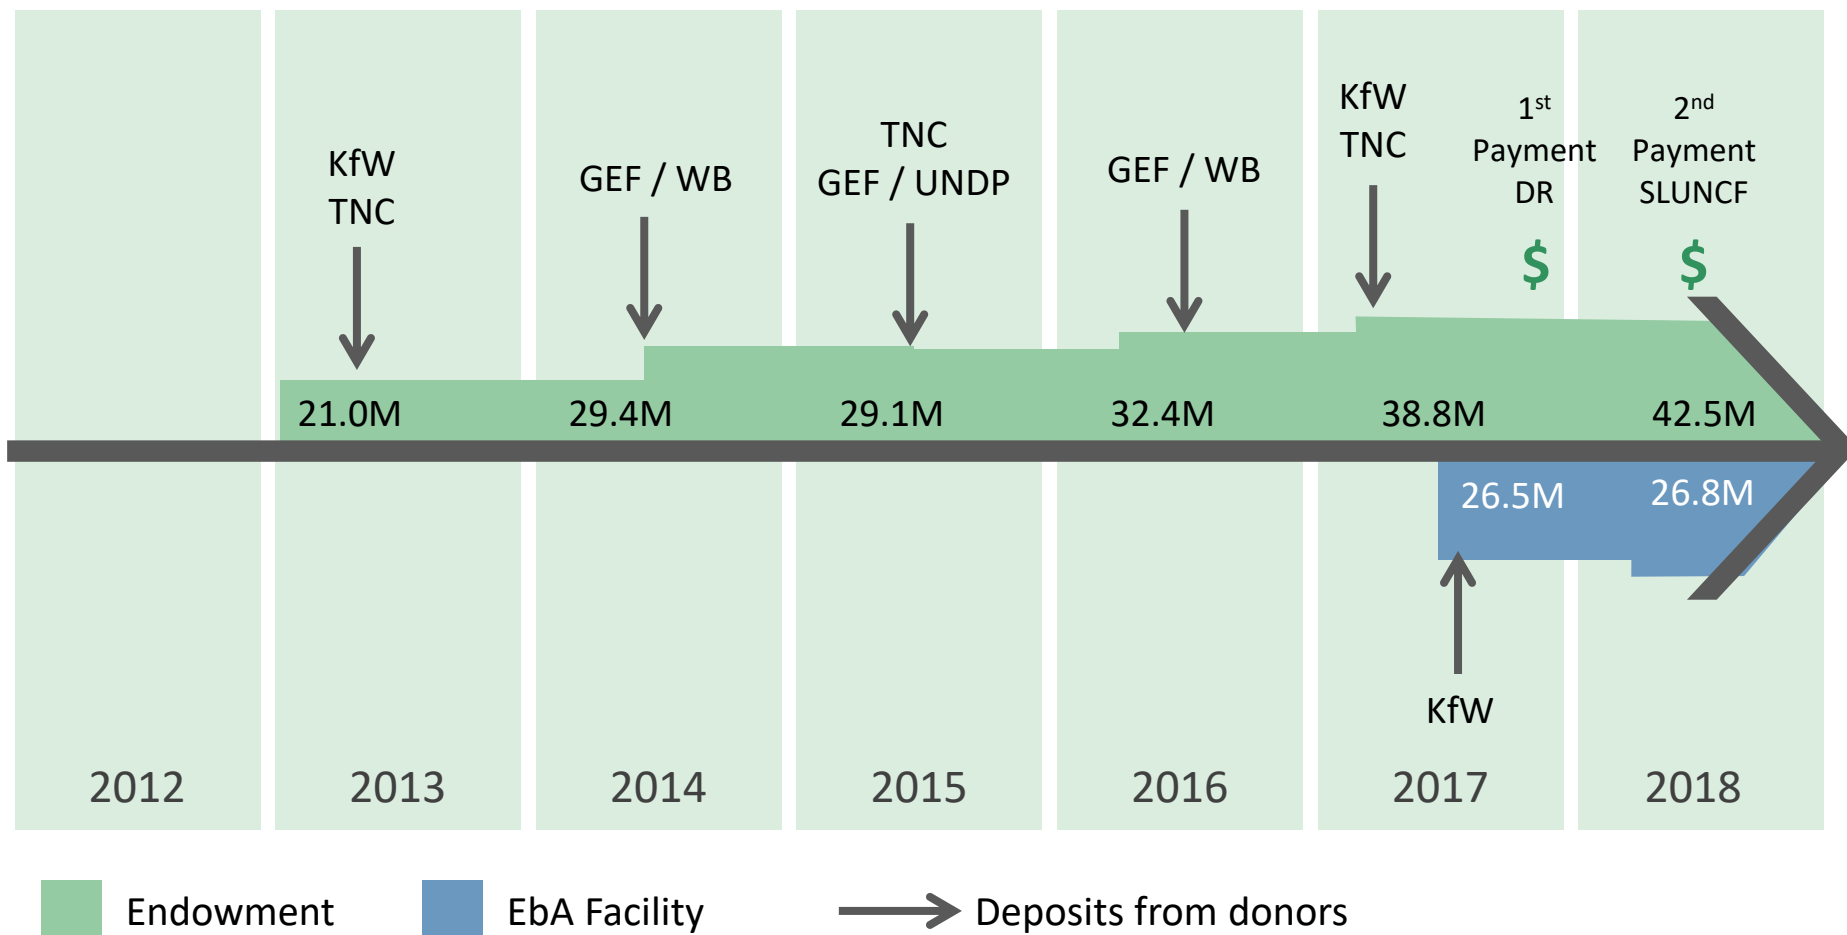 KfW
TNC
GEF / WB
TNC
GEF / UNDP
GEF / WB
KfW
TNC
1st
Payment
DR
$
2nd
Payment
SLUNCF
$
21.0M
29.4M
29.1M
32.4M
38.8M
42.5M
26.5M
26.8M
KfW
2012
2013
2014
2015
2016
2017
2018
Endowment
EbA Facility
Deposits from donors